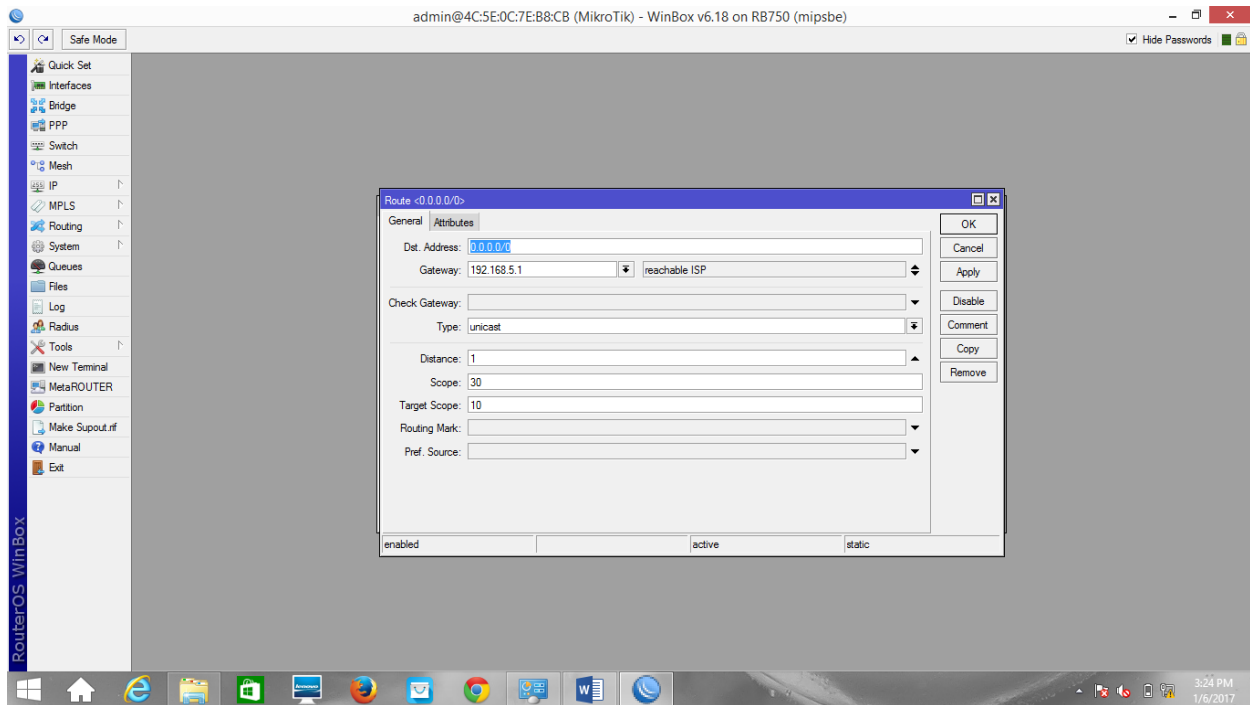 admin@4C:5E:0C:7E:B8:CB (MikroTik) - WinBox v6.18 on RB750 (mipsbe)
Safe Mode
Hide Passwords
Quick Set
Interfaces
Bridge
PPP
Switch
Mesh
IP
MPLS
Routing
System
Queues
Files
Log
Radius
Tools
New Terminal
MetaROUTER
Partition
Make Supout.rif
Manual
Exit
RouterOS WinBox
Route <0.0.0.0/0>
General Attributes
Dst. Address: 0.0.0.0/0
Gateway: 192.168.5.1 reachable ISP
Check Gateway:
Type: unicast
Distance: 1
Scope: 30
Target Scope: 10
Routing Mark:
Pref. Source:
OK
Cancel
Apply
Disable
Comment
Copy
Remove
enabled active static
lenovo
3:24 PM
1/6/2017